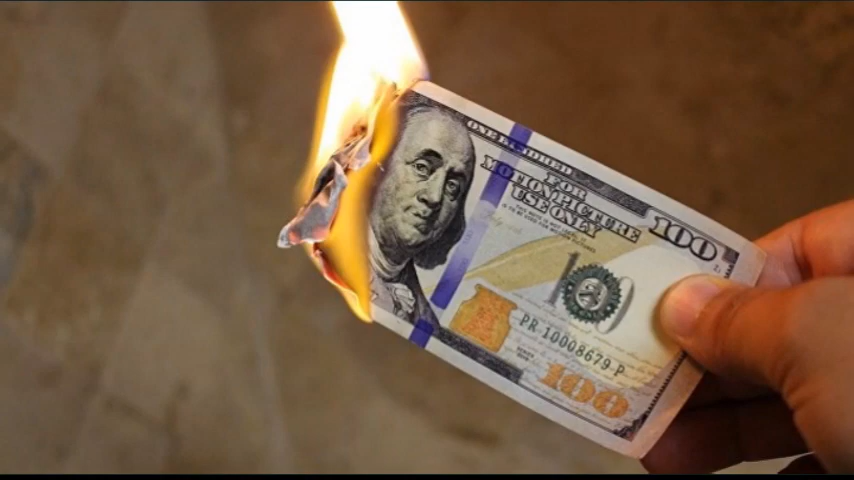 ONE HUNDRED
FOR
MOTION PICTURE
USE ONLY
100
PR 10008679 P
100